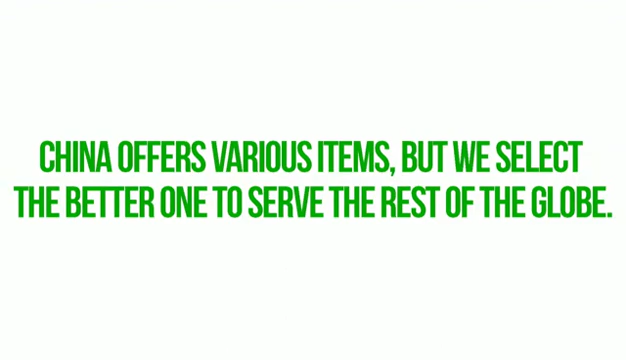 CHINA OFFERS VARIOUS ITEMS, BUT WE SELECT
THE BETTER ONE TO SERVE THE REST OF THE GLOBE.